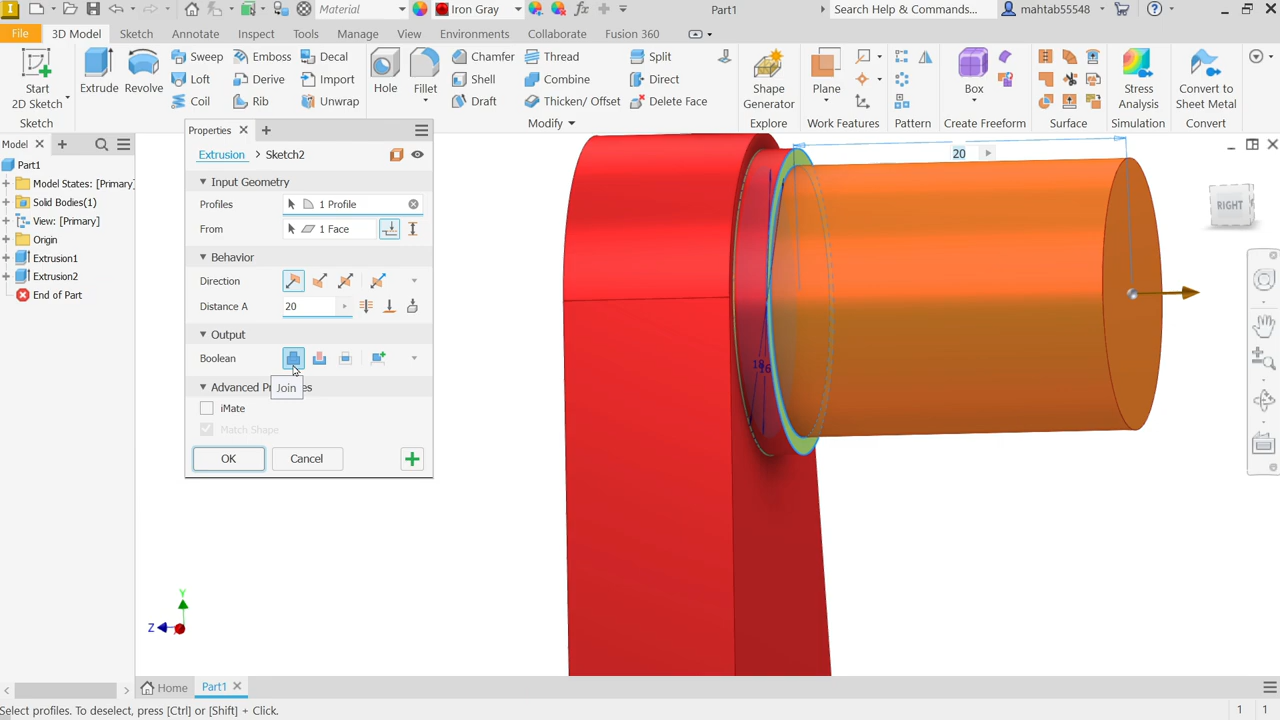 Material
Iron Gray
Part1
Search Help & Commands...
mahtab55548
File
3D Model
Sketch
Annotate
Inspect
Tools
Manage
View
Environments
Collaborate
Fusion 360
Start
2D Sketch
Extrude
Revolve
Sweep
Loft
Coil
Emboss
Derive
Rib
Decal
Import
Unwrap
Hole
Fillet
Chamfer
Shell
Draft
Thread
Combine
Thicken/ Offset
Split
Direct
Delete Face
Shape
Generator
Plane
Box
Stress
Analysis
Convert to
Sheet Metal
Sketch
Modify
Explore
Work Features
Pattern
Create Freeform
Surface
Simulation
Convert
Model
Part1
Model States: [Primary]
Solid Bodies(1)
View: [Primary]
Origin
Extrusion1
Extrusion2
End of Part
Properties
Extrusion > Sketch2
Input Geometry
Profiles
1 Profile
From
1 Face
Behavior
Direction
Distance A
20
Output
Boolean
Join
Advanced Properties
iMate
Match Shape
OK
Cancel
20
18
16
RIGHT
Y
Z
Home
Part1
Select profiles. To deselect, press [Ctrl] or [Shift] + Click.
1
1